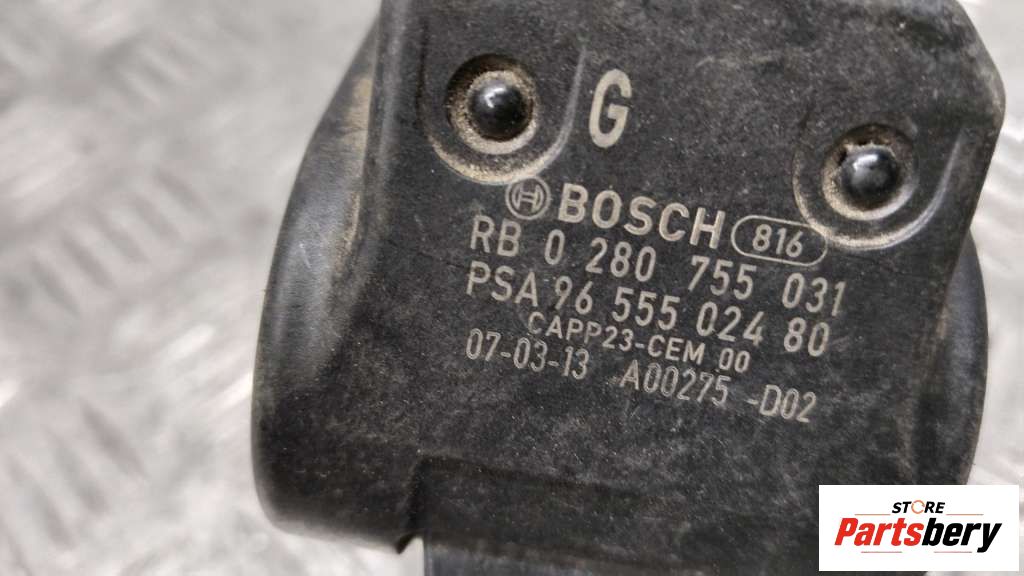 G
BOSCH 816
RB 0 280 755 031
PSA 96 555 024 80
CAPP23-CEM 00
07-03-13 A00275 -D02
STORE
Partsbery